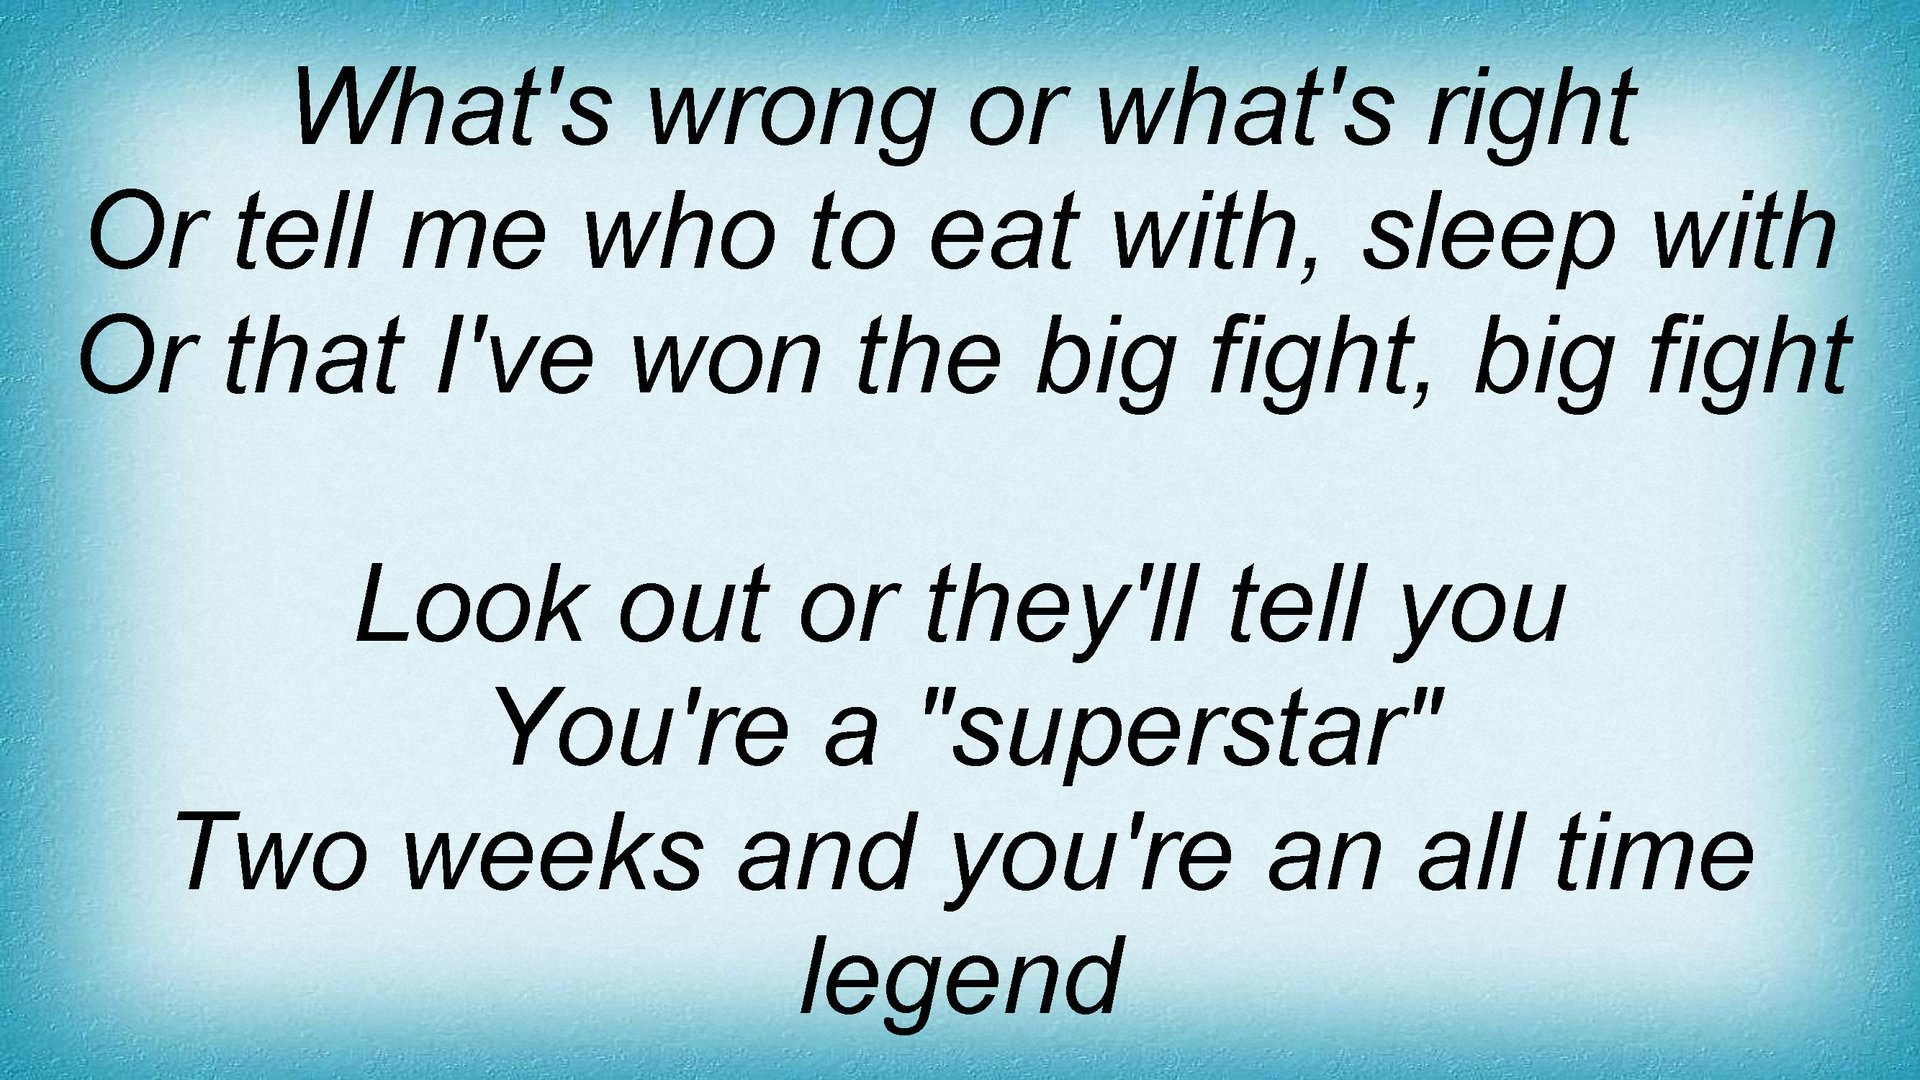 What's wrong or what's right
Or tell me who to eat with, sleep with
Or that I've won the big fight, big fight
Look out or they'll tell you
You're a "superstar"
Two weeks and you're an all time
legend